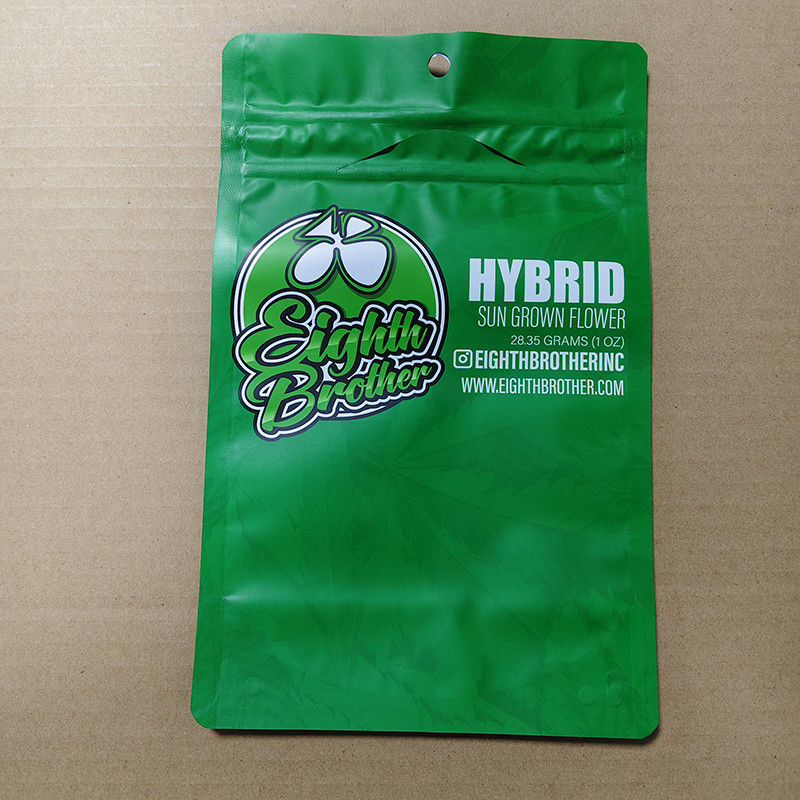 Eighth
Brother
HYBRID
SUN GROWN FLOWER
28.35 GRAMS (1 OZ)
EIGHTHBROTHERINC
WWW.EIGHTHBROTHER.COM